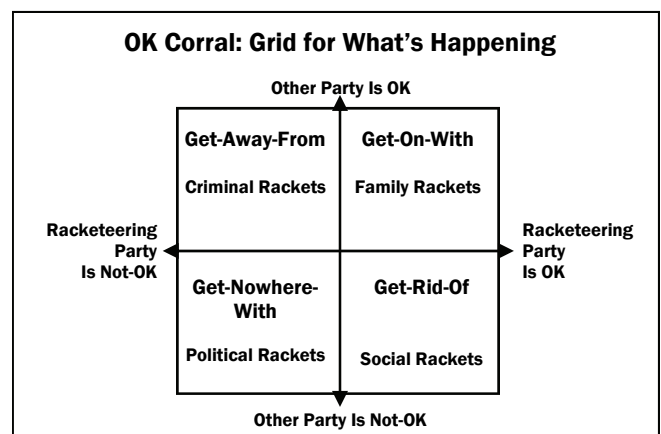 OK Corral: Grid for What's Happening
Other Party Is OK
Get-Away-From
Get-On-With
Criminal Rackets
Family Rackets
Racketeering
Party
Is Not-OK
Racketeering
Party
Is OK
Get-Nowhere-
With
Get-Rid-Of
Political Rackets
Social Rackets
Other Party Is Not-OK